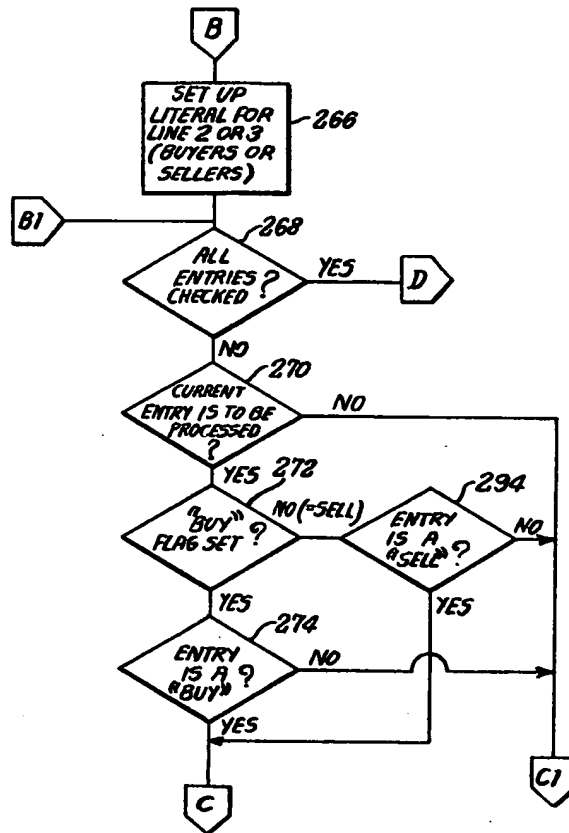 B
SET UP
LITERAL FOR
LINE 2 OR 3
(BUYERS OR
SELLERS)
266
B1
268
ALL
ENTRIES
CHECKED ?
YES
D
NO
270
CURRENT
ENTRY IS TO BE
PROCESSED
?
NO
YES
272
"BUY"
FLAG SET ?
NO (=SELL)
294
ENTRY
IS A
"SELL" ?
NO
YES
YES
274
ENTRY
IS A
"BUY" ?
NO
YES
C
C1